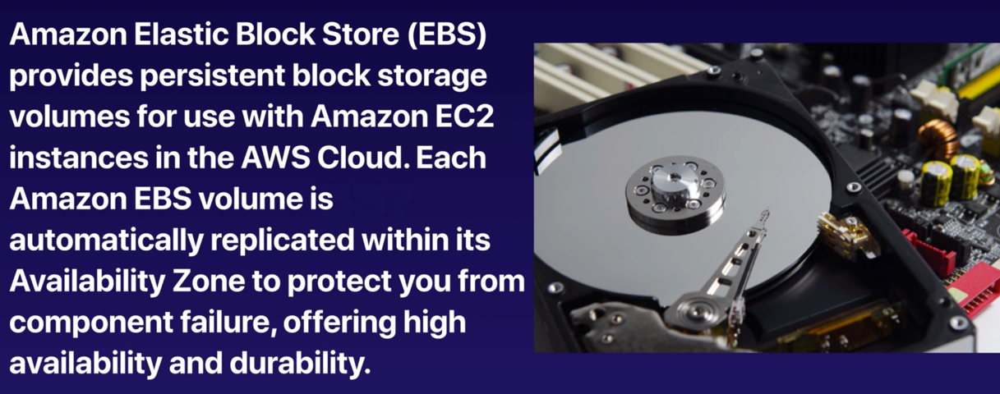 Amazon Elastic Block Store (EBS)
provides persistent block storage
volumes for use with Amazon EC2
instances in the AWS Cloud. Each
Amazon EBS volume is
automatically replicated within its
Availability Zone to protect you from
component failure, offering high
availability and durability.